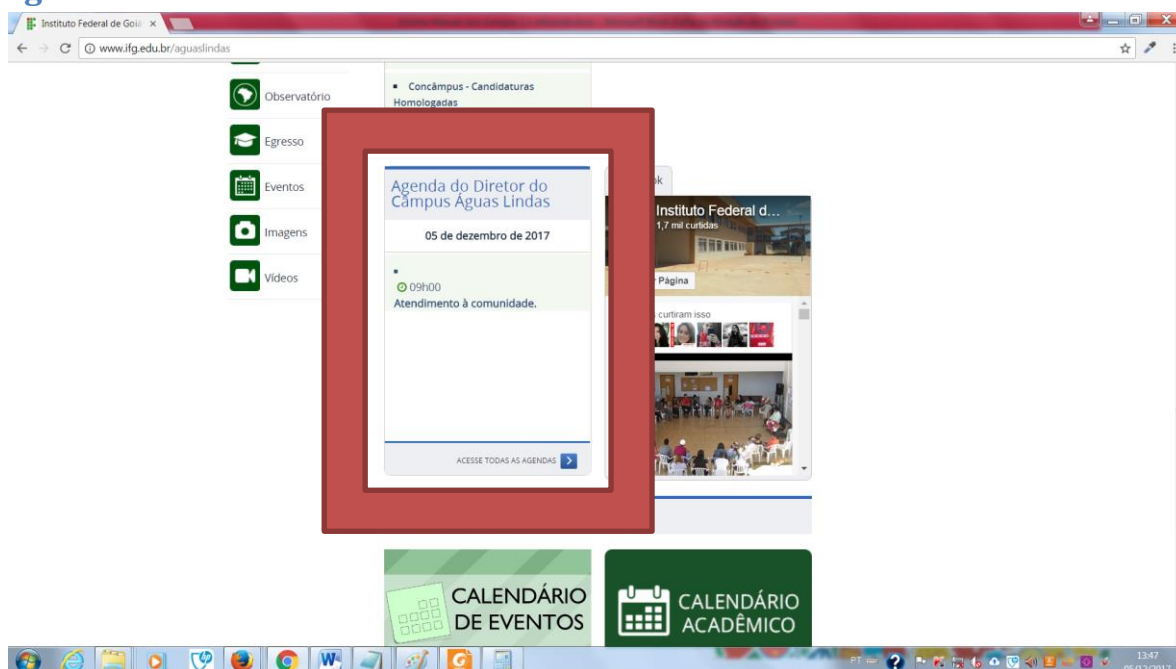 Instituto Federal de Goiá
www.ifg.edu.br/aguaslindas
Observatório
Egresso
Eventos
Imagens
Vídeos
Concâmpus - Candidaturas
Homologadas
Agenda do Diretor do
Câmpus Águas Lindas
05 de dezembro de 2017
09h00
Atendimento à comunidade.
ACESSE TODAS AS AGENDAS
Instituto Federal d...
1,7 mil curtidas
Página
curtiram isso
CALENDÁRIO
DE EVENTOS
CALENDÁRIO
ACADÊMICO
PT
13:47